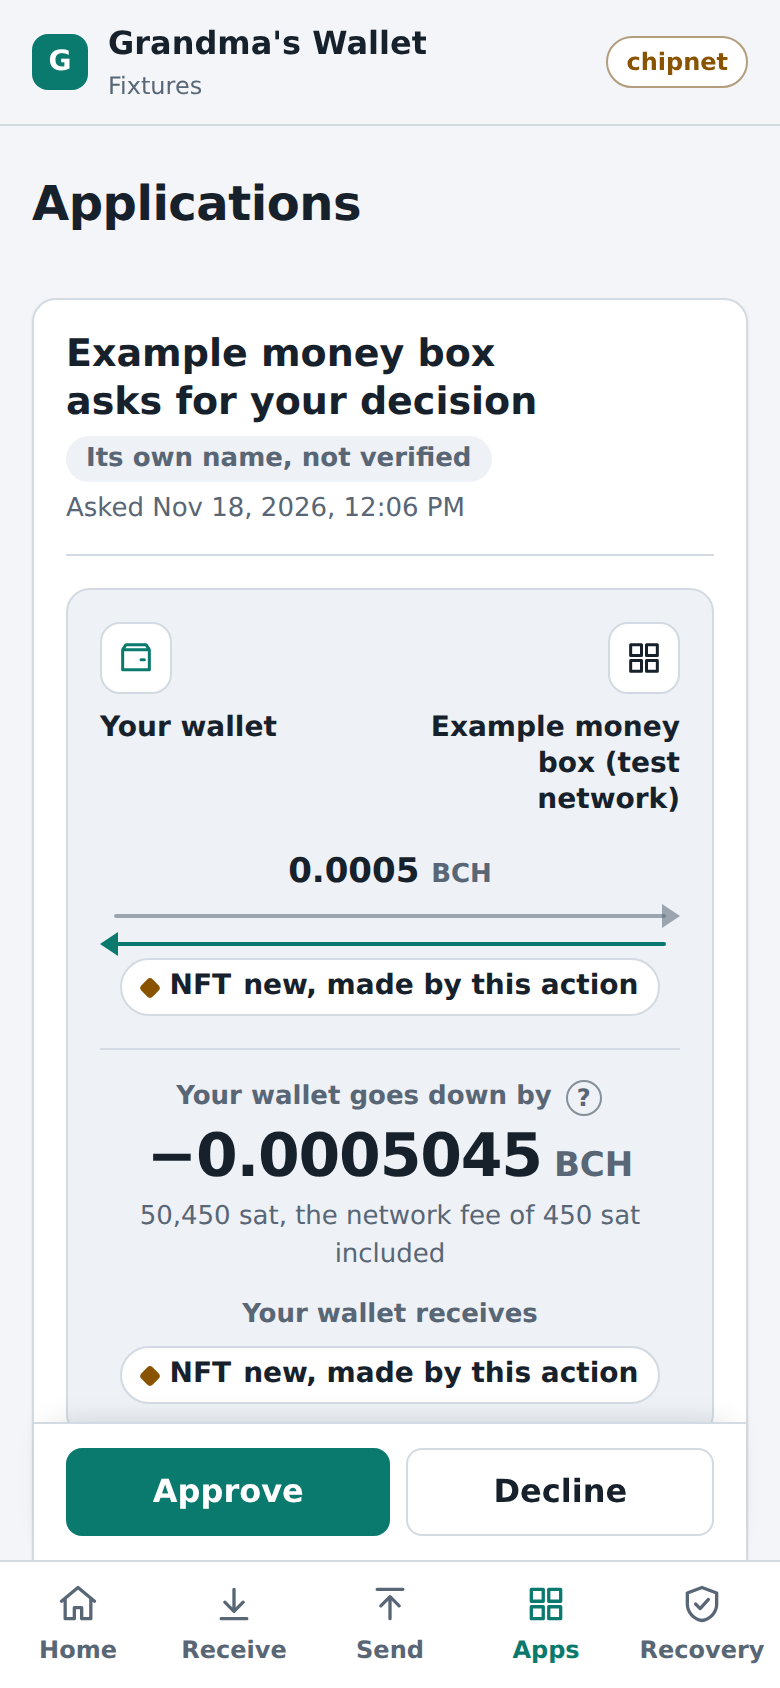 G
Grandma's Wallet
Fixtures
chipnet
Applications
Example money box
asks for your decision
Its own name, not verified
Asked Nov 18, 2026, 12:06 PM
Your wallet
Example money
box (test
network)
0.0005 BCH
NFT new, made by this action
Your wallet goes down by ?
−0.0005045 BCH
50,450 sat, the network fee of 450 sat
included
Your wallet receives
NFT new, made by this action
Approve
Decline
Home
Receive
Send
Apps
Recovery